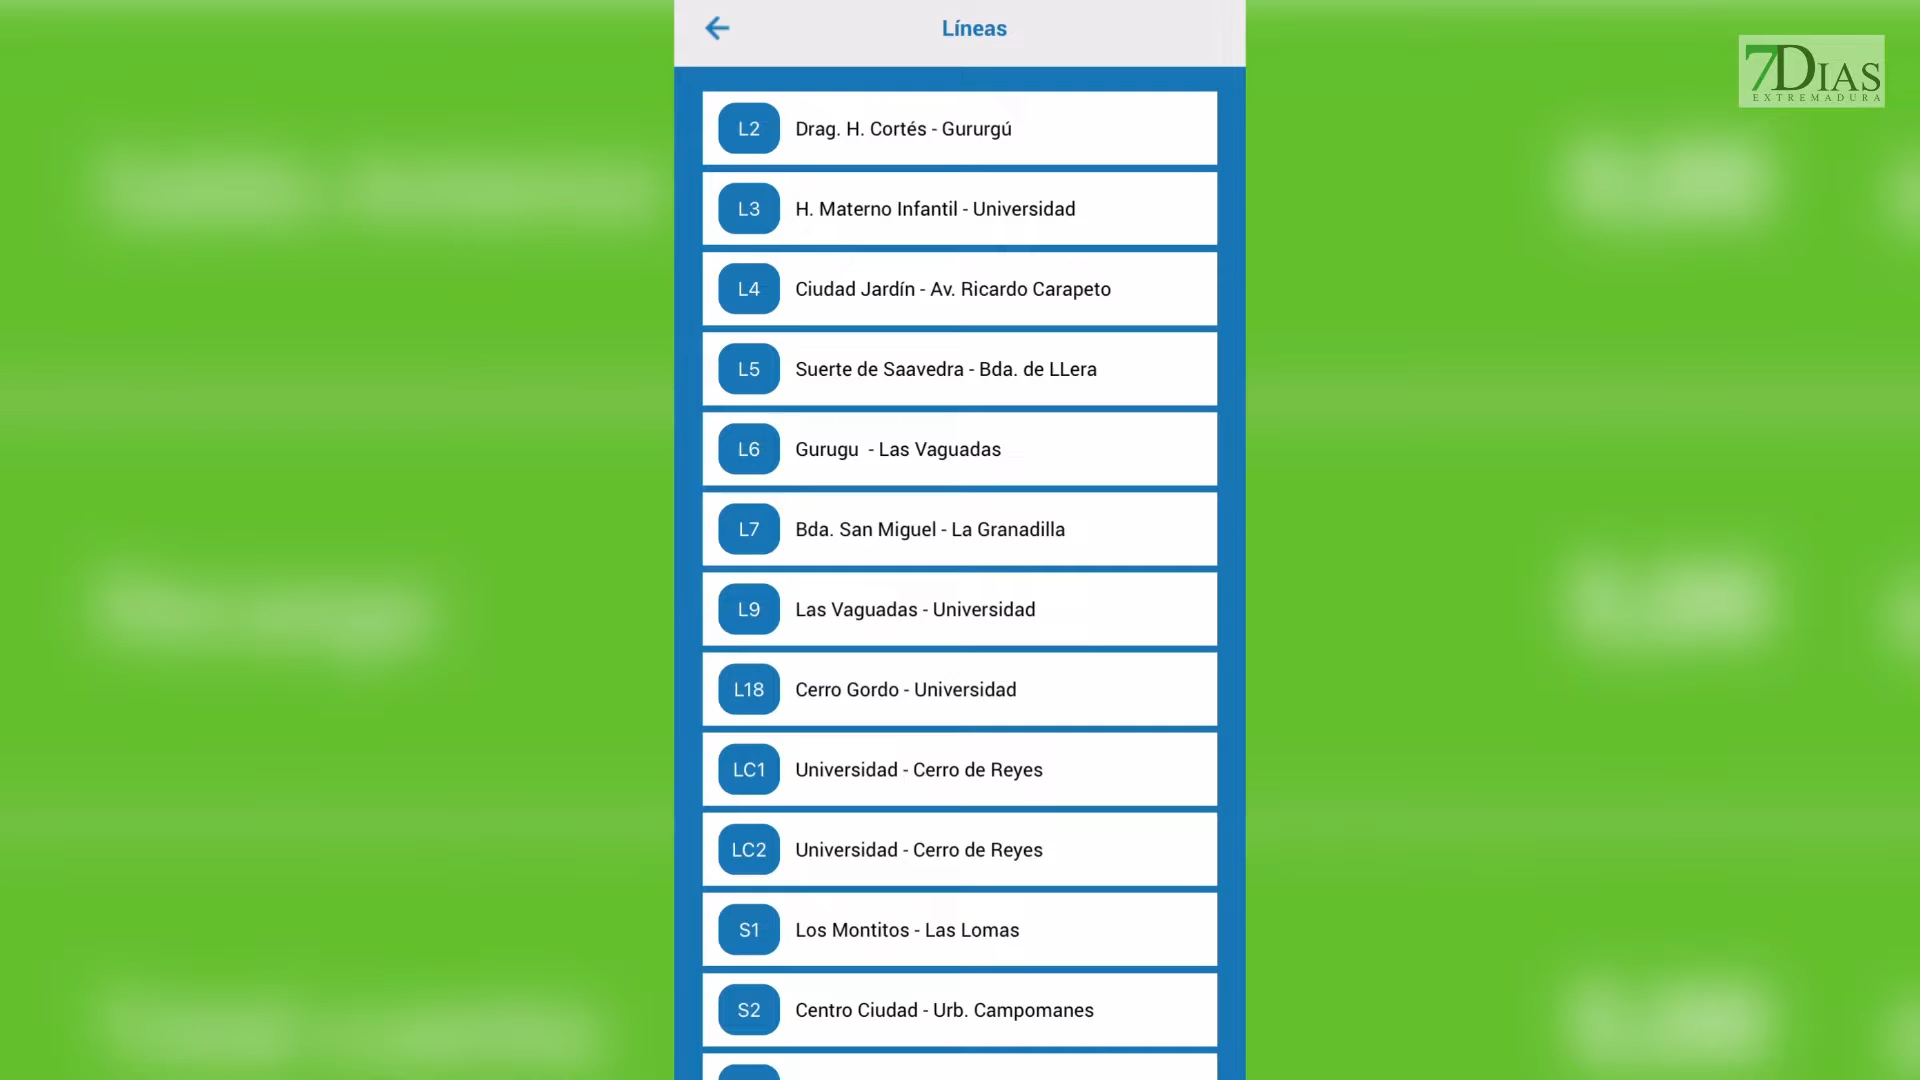 Líneas
7DIAS
EXTREMADURA
L2 Drag. H. Cortés - Gururgú
L3 H. Materno Infantil - Universidad
L4 Ciudad Jardín - Av. Ricardo Carapeto
L5 Suerte de Saavedra - Bda. de LLera
L6 Gurugu  - Las Vaguadas
L7 Bda. San Miguel - La Granadilla
L9 Las Vaguadas - Universidad
L18 Cerro Gordo - Universidad
LC1 Universidad - Cerro de Reyes
LC2 Universidad - Cerro de Reyes
S1 Los Montitos - Las Lomas
S2 Centro Ciudad - Urb. Campomanes